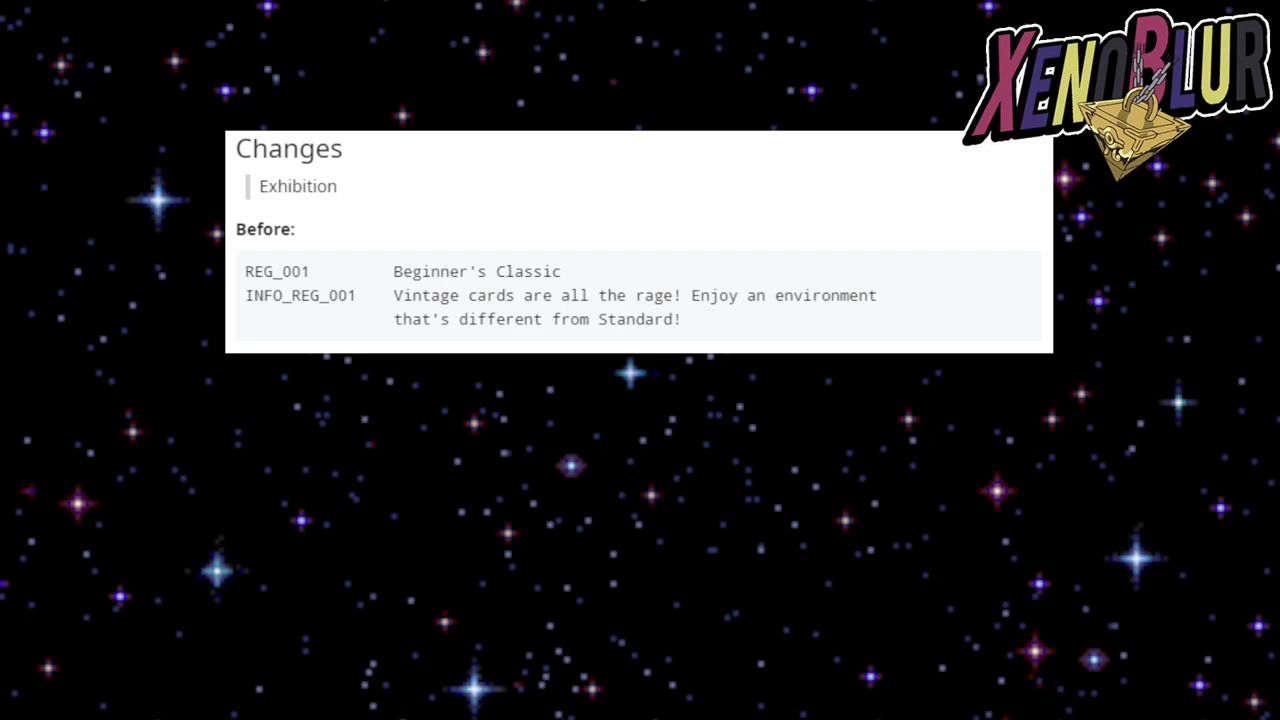 XENOBLUR
Changes
Exhibition
Before:
REG_001 Beginner's Classic
INFO_REG_001 Vintage cards are all the rage! Enjoy an environment
that's different from Standard!